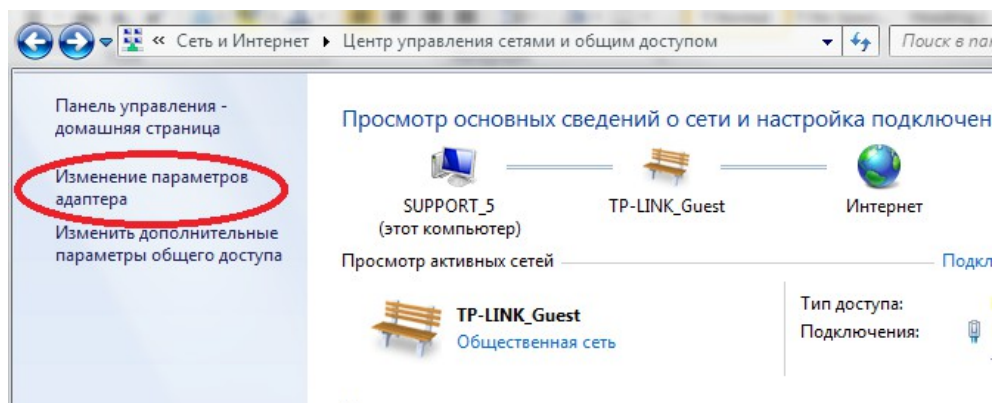 « Сеть и Интернет ▸ Центр управления сетями и общим доступом
Поиск в пан
Панель управления -
домашняя страница
Изменение параметров
адаптера
Изменить дополнительные
параметры общего доступа
Просмотр основных сведений о сети и настройка подключен
SUPPORT_5
(этот компьютер)
TP-LINK_Guest
Интернет
Просмотр активных сетей
Подкл
TP-LINK_Guest
Общественная сеть
Тип доступа:
Подключения: